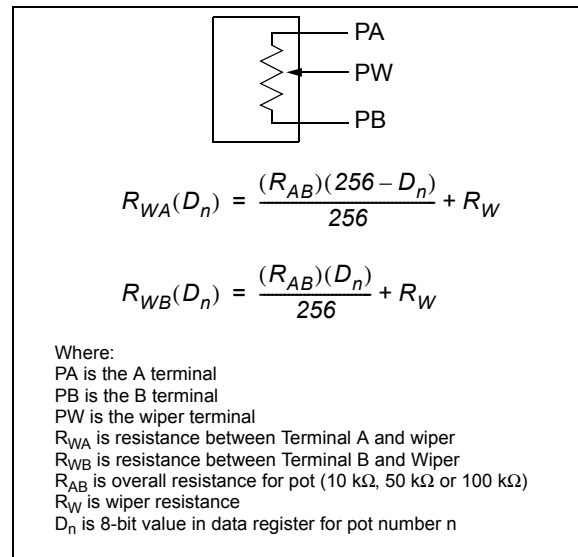 PA
PW
PB
R_WA(D_n) = (R_AB)(256 – D_n) / 256 + R_W
R_WB(D_n) = (R_AB)(D_n) / 256 + R_W
Where:
PA is the A terminal
PB is the B terminal
PW is the wiper terminal
R_WA is resistance between Terminal A and wiper
R_WB is resistance between Terminal B and Wiper
R_AB is overall resistance for pot (10 kΩ, 50 kΩ or 100 kΩ)
R_W is wiper resistance
D_n is 8-bit value in data register for pot number n